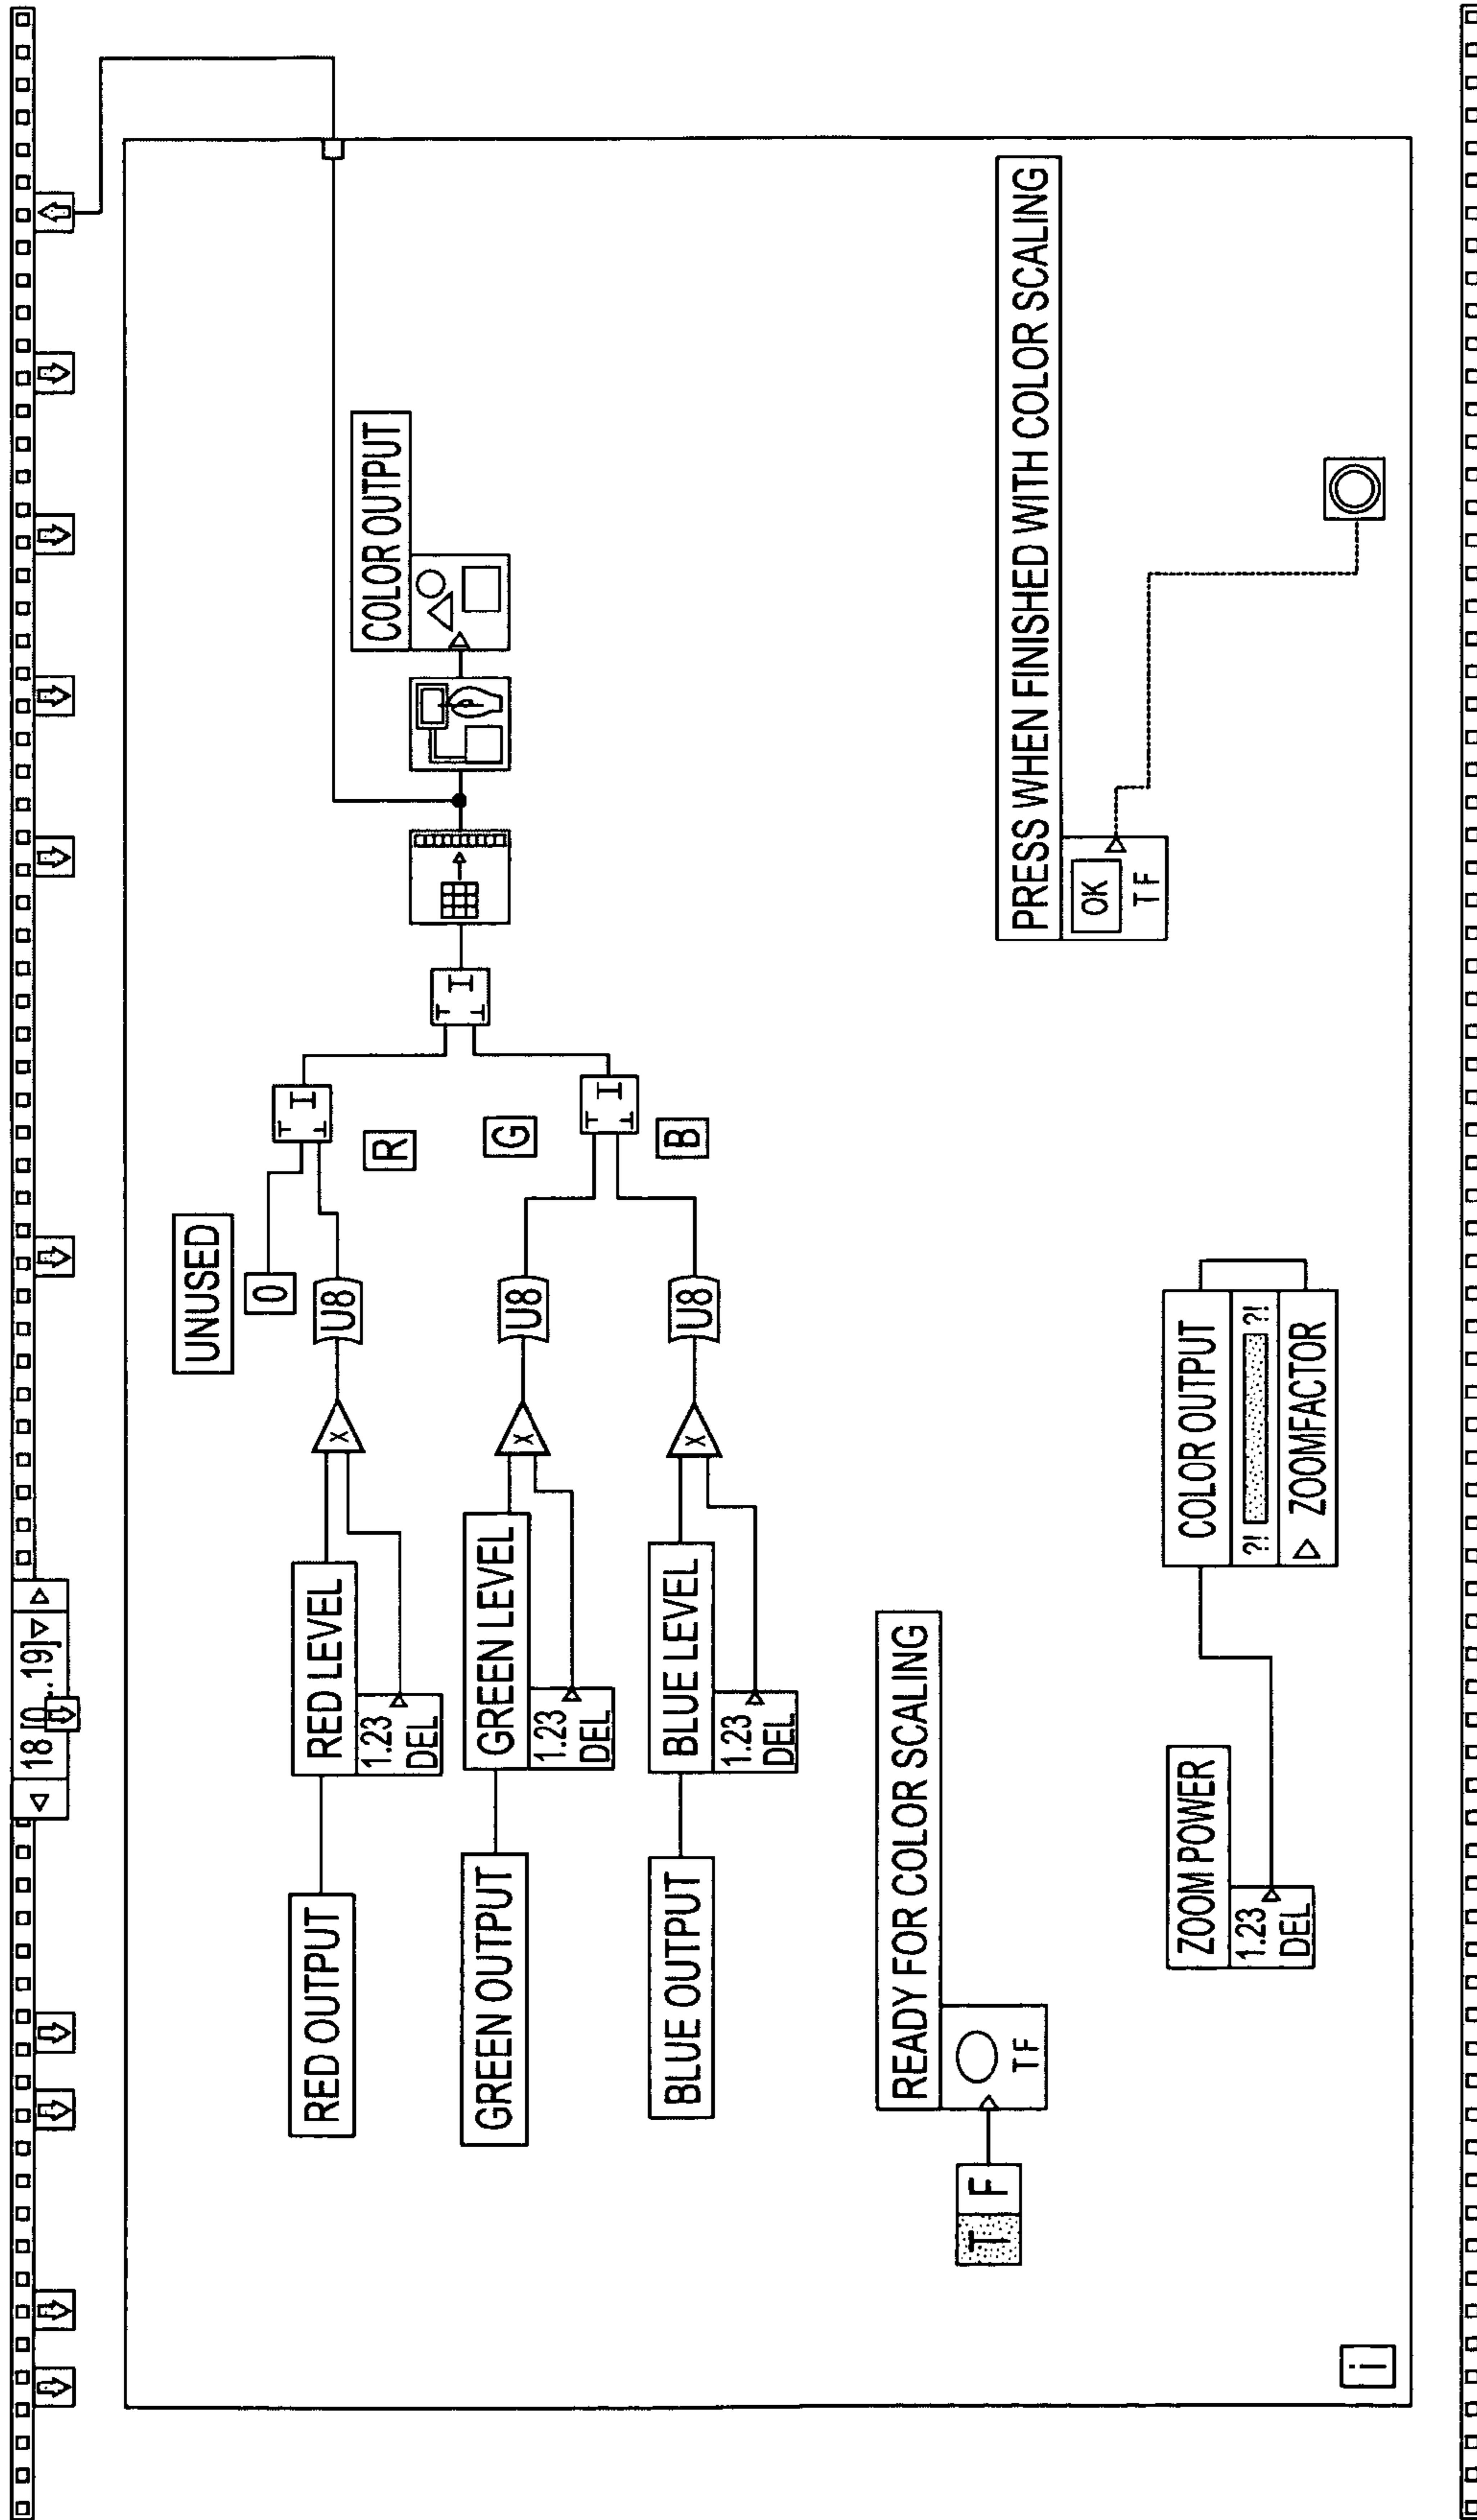 18 [0..19]
UNUSED
0
R
RED OUTPUT
RED LEVEL
1.23
DEL
X
U8
COLOR OUTPUT
G
GREEN OUTPUT
GREEN LEVEL
1.23
DEL
X
U8
B
BLUE OUTPUT
BLUE LEVEL
1.23
DEL
X
U8
READY FOR COLOR SCALING
T F
TF
PRESS WHEN FINISHED WITH COLOR SCALING
OK
TF
ZOOM POWER
1.23
DEL
COLOR OUTPUT
?! ?!
ZOOMFACTOR
i